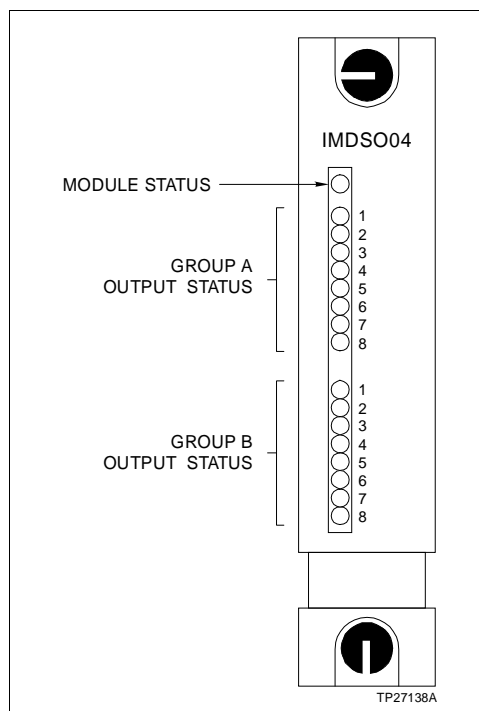 IMDSO04
MODULE STATUS
1
2
3
4
5
6
7
8
GROUP A
OUTPUT STATUS
1
2
3
4
5
6
7
8
GROUP B
OUTPUT STATUS
TP27138A